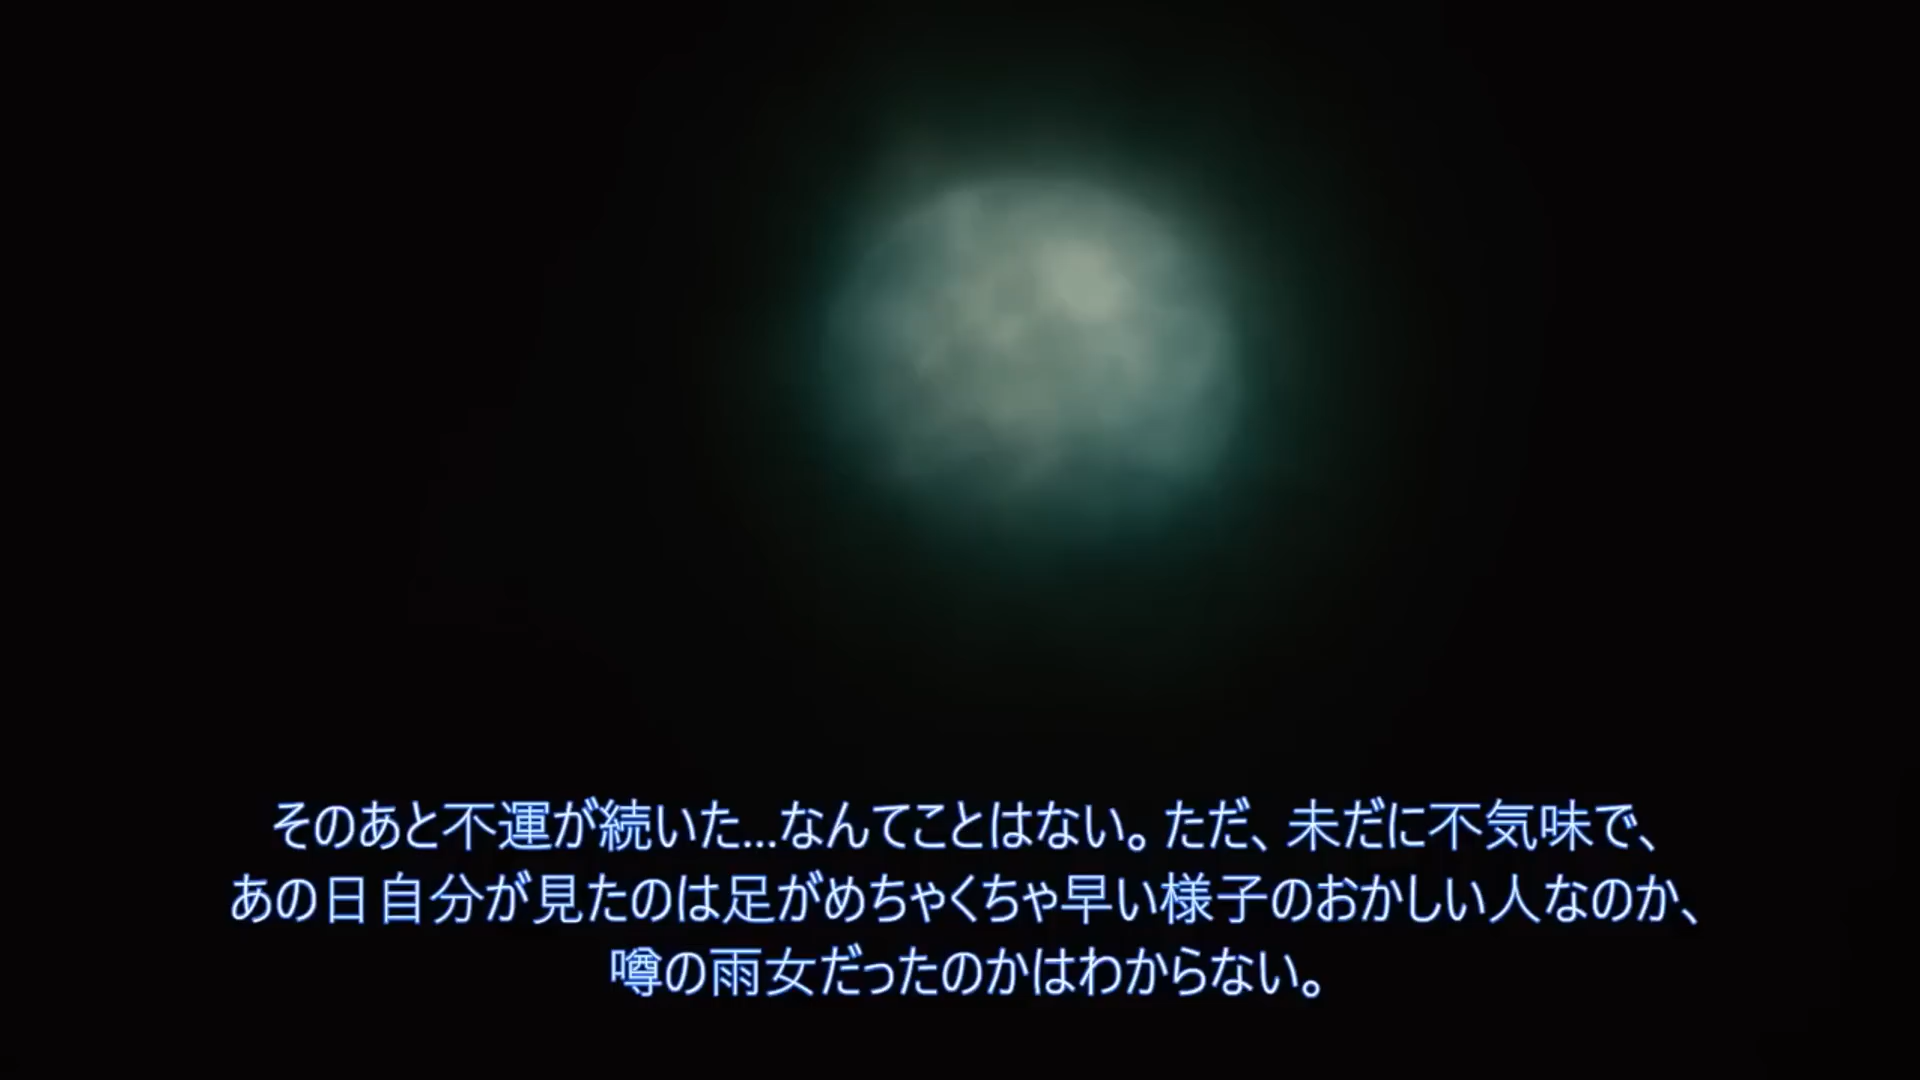 そのあと不運が続いた...なんてことはない。ただ、未だに不気味で、
あの日自分が見たのは足がめちゃくちゃ早い様子のおかしい人なのか、
噂の雨女だったのかはわからない。